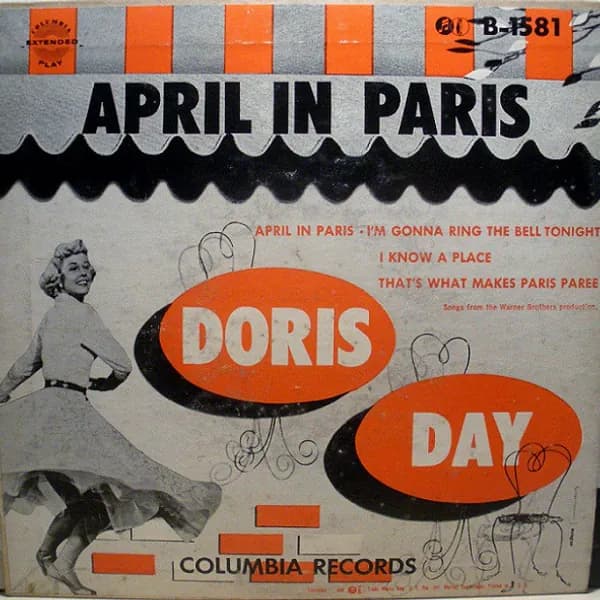 COLUMBIA
EXTENDED
PLAY
B-1581
APRIL IN PARIS
APRIL IN PARIS • I'M GONNA RING THE BELL TONIGHT
I KNOW A PLACE
THAT'S WHAT MAKES PARIS PAREE
Songs from the Warner Brothers production.
DORIS
DAY
COLUMBIA RECORDS